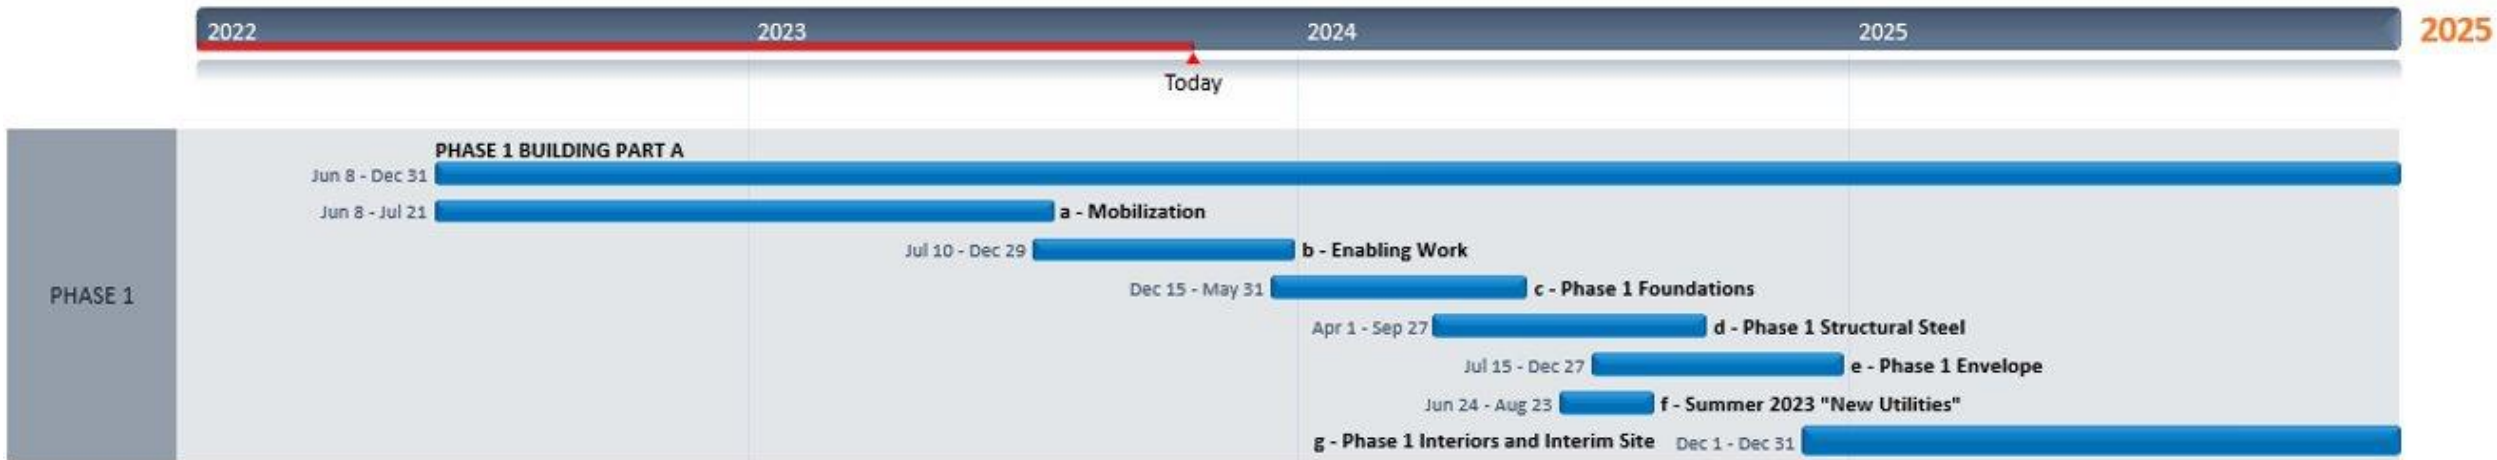 2022 2023 2024 2025 2025
Today
PHASE 1 BUILDING PART A
Jun 8 - Dec 31
Jun 8 - Jul 21 a - Mobilization
Jul 10 - Dec 29 b - Enabling Work
PHASE 1
Dec 15 - May 31 c - Phase 1 Foundations
Apr 1 - Sep 27 d - Phase 1 Structural Steel
Jul 15 - Dec 27 e - Phase 1 Envelope
Jun 24 - Aug 23 f - Summer 2023 "New Utilities"
g - Phase 1 Interiors and Interim Site Dec 1 - Dec 31